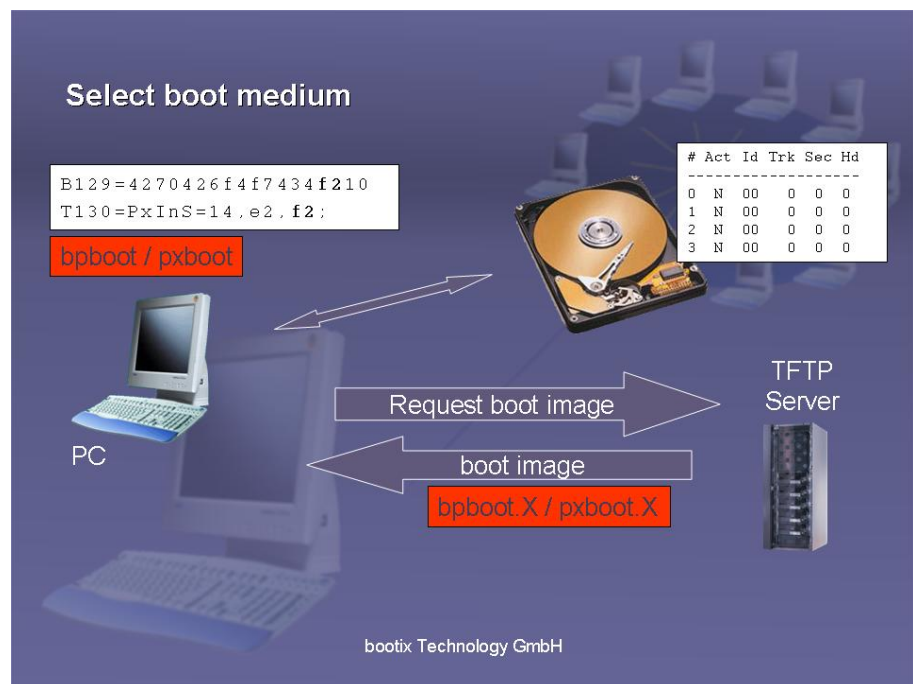 Select boot medium
B129=4270426f4f7434f210
T130=PxInS=14,e2,f2;
bpboot / pxboot
# Act Id Trk Sec Hd
-------------------
0 N 00 0 0 0
1 N 00 0 0 0
2 N 00 0 0 0
3 N 00 0 0 0
TFTP
Server
Request boot image
PC
boot image
bpboot.X / pxboot.X
bootix Technology GmbH